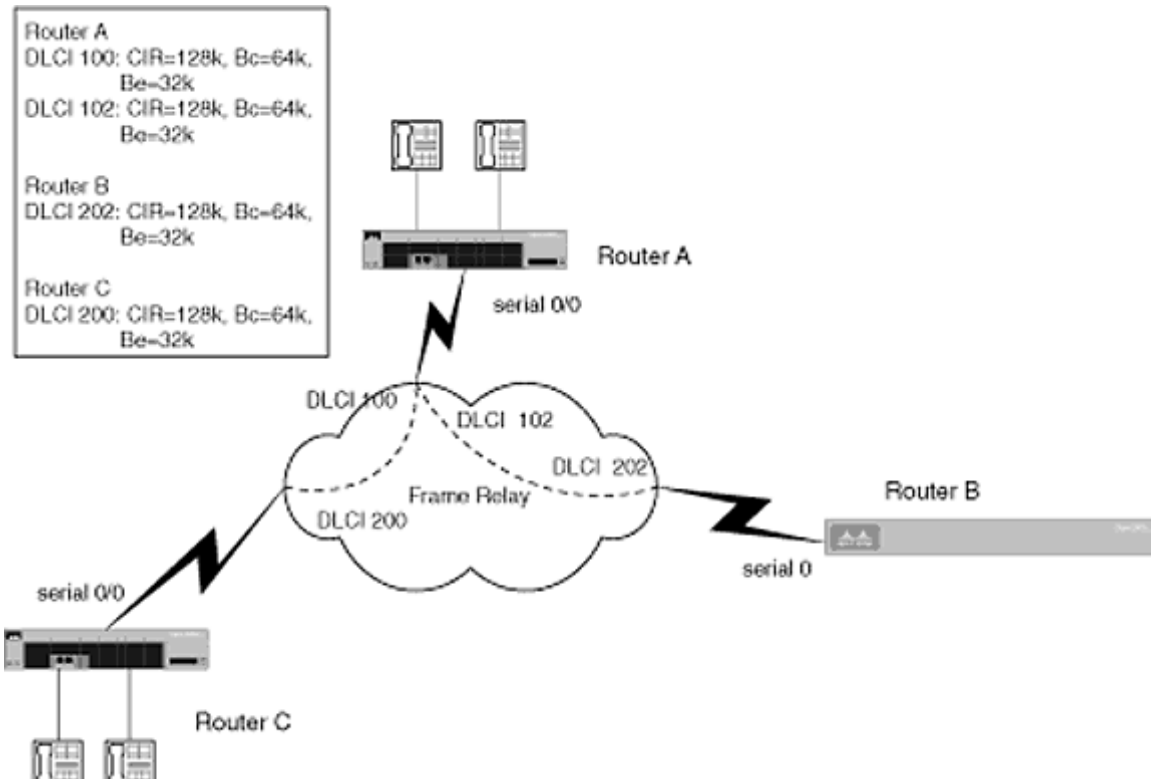 Router A
DLCI 100: CIR=128k, Bc=64k,
Be=32k
DLCI 102: CIR=128k, Bc=64k,
Be=32k
Router B
DLCI 202: CIR=128k, Bc=64k,
Be=32k
Router C
DLCI 200: CIR=128k, Bc=64k,
Be=32k
Router A
serial 0/0
DLCI 100
DLCI 102
DLCI 202
Frame Relay
DLCI 200
Router B
serial 0
serial 0/0
Router C